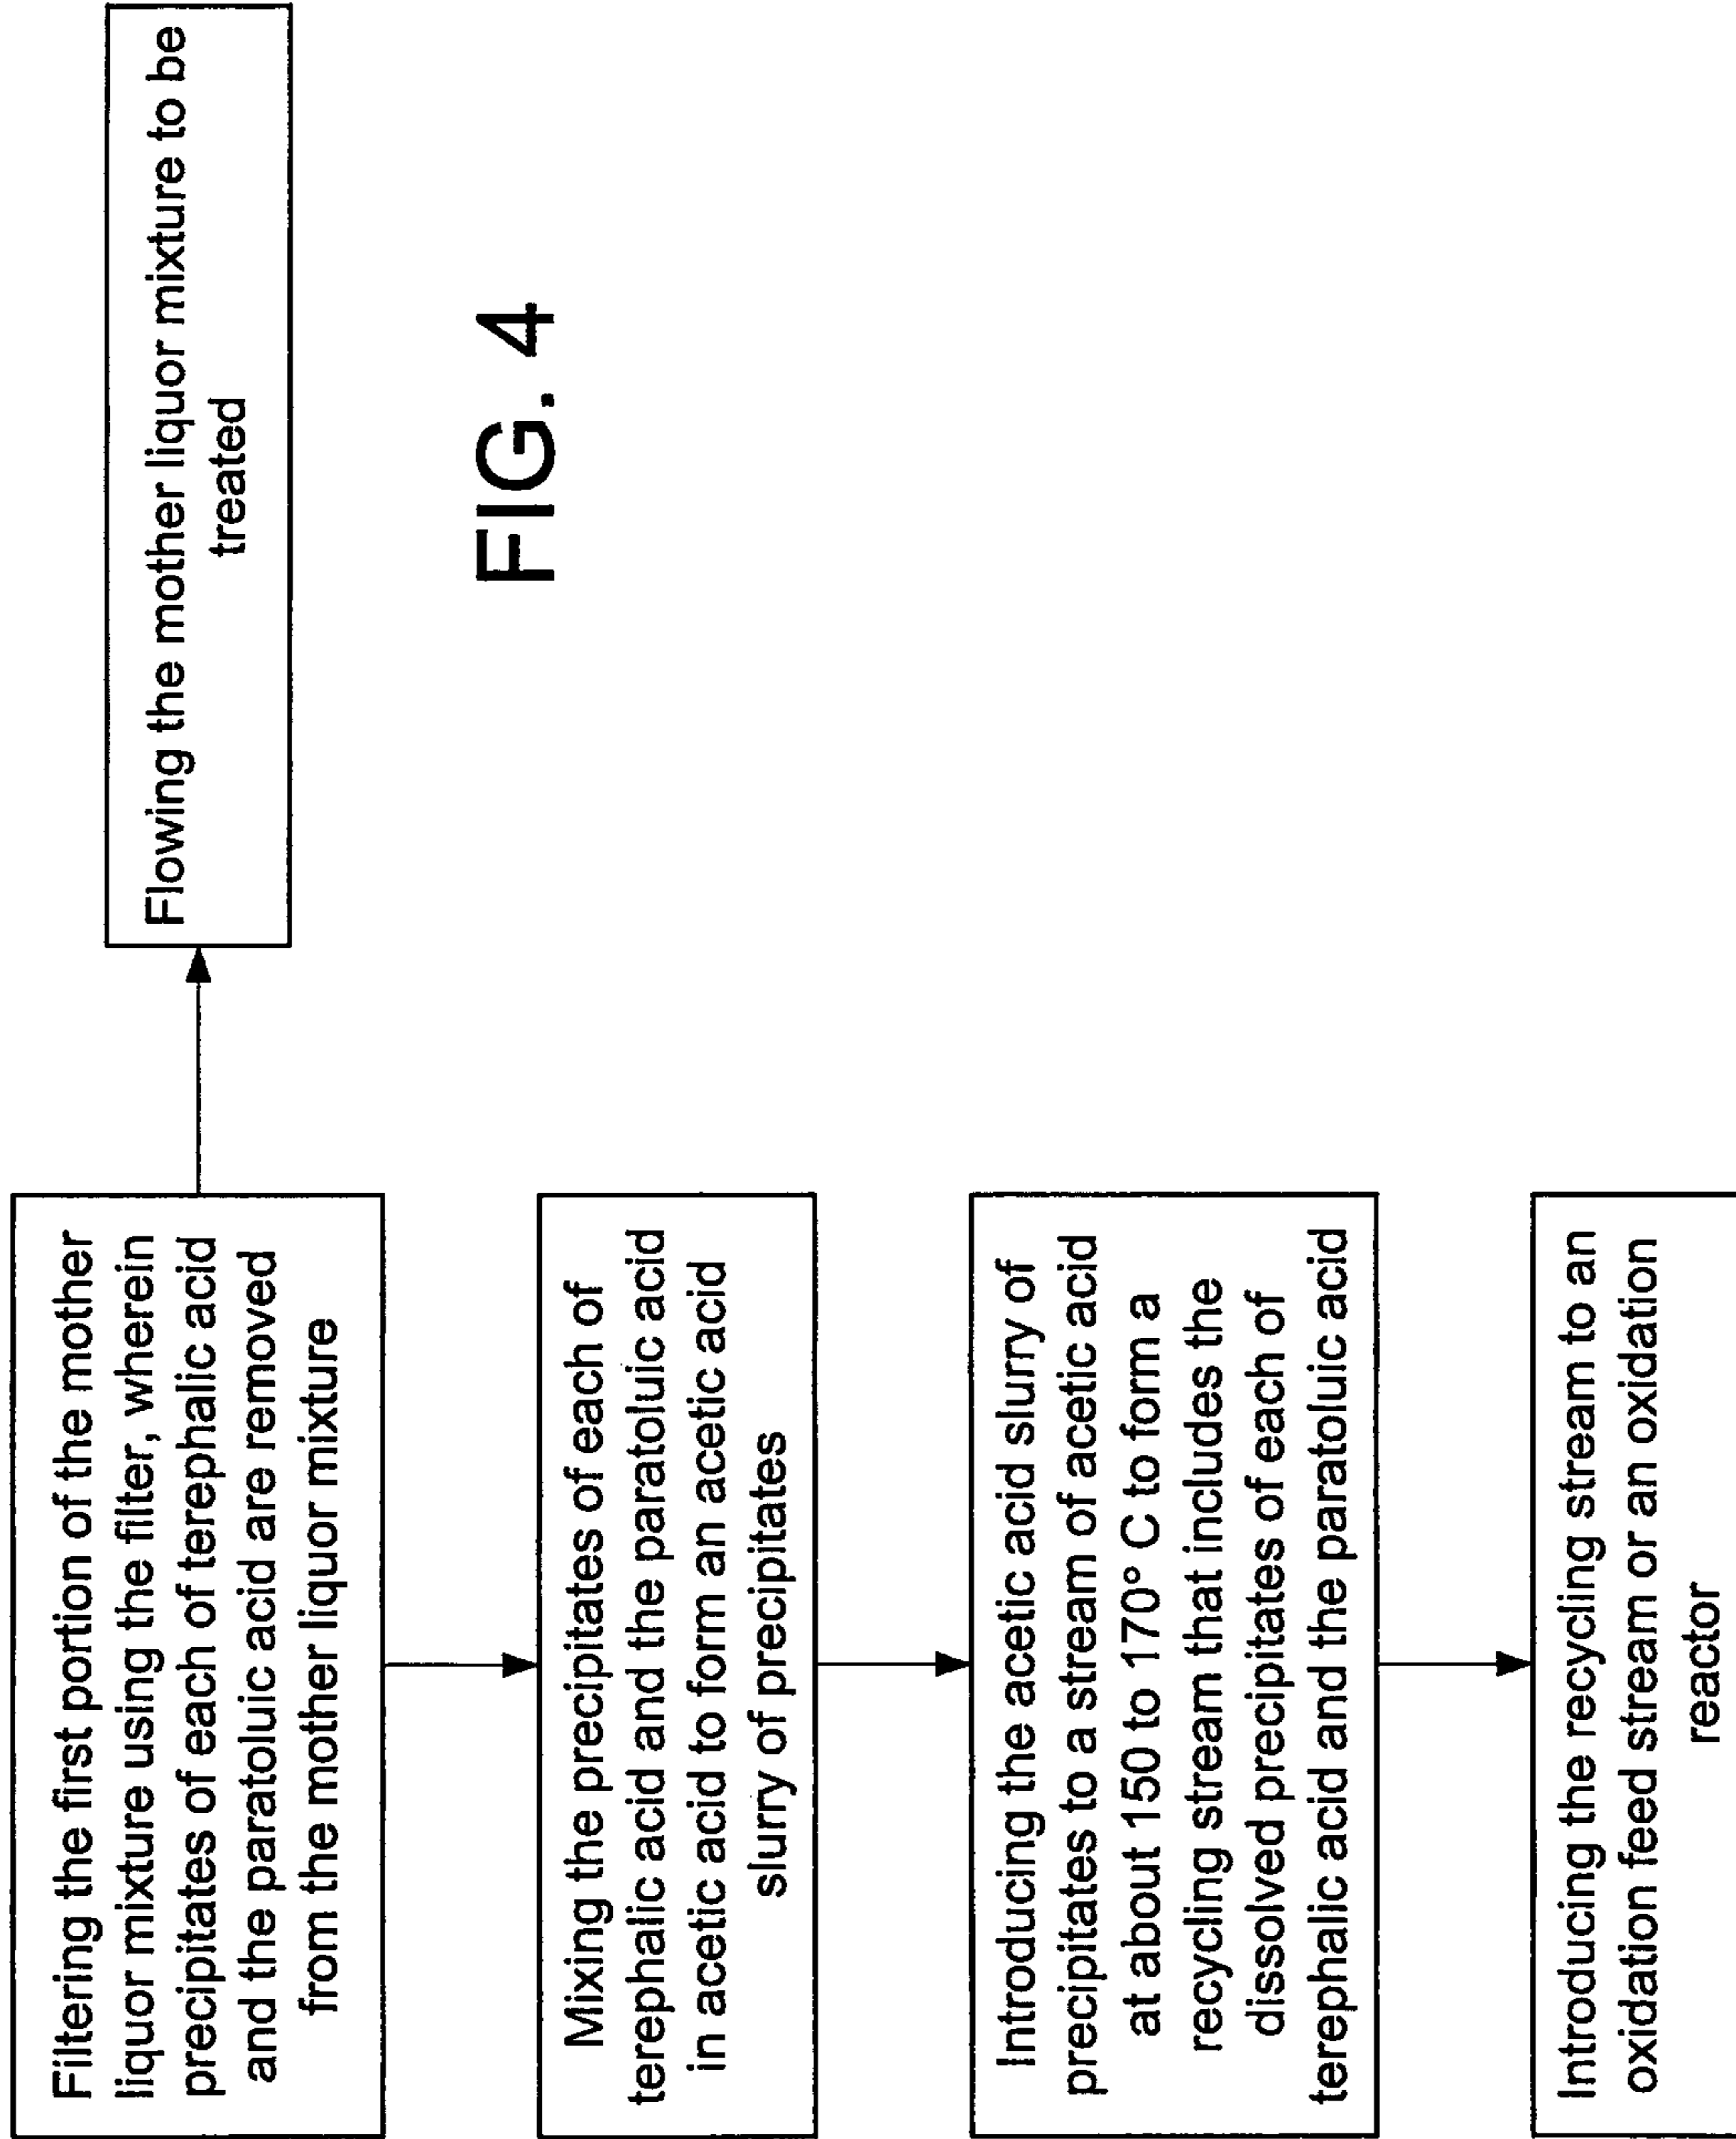 Filtering the first portion of the mother
liquor mixture using the filter, wherein
precipitates of each of terephalic acid
and the paratoluic acid are removed
from the mother liquor mixture
Flowing the mother liquor mixture to be
treated
Mixing the precipitates of each of
terephalic acid and the paratoluic acid
in acetic acid to form an acetic acid
slurry of precipitates
Introducing the acetic acid slurry of
precipitates to a stream of acetic acid
at about 150 to 170° C to form a
recycling stream that includes the
dissolved precipitates of each of
terephalic acid and the paratoluic acid
Introducing the recycling stream to an
oxidation feed stream or an oxidation
reactor
FIG. 4